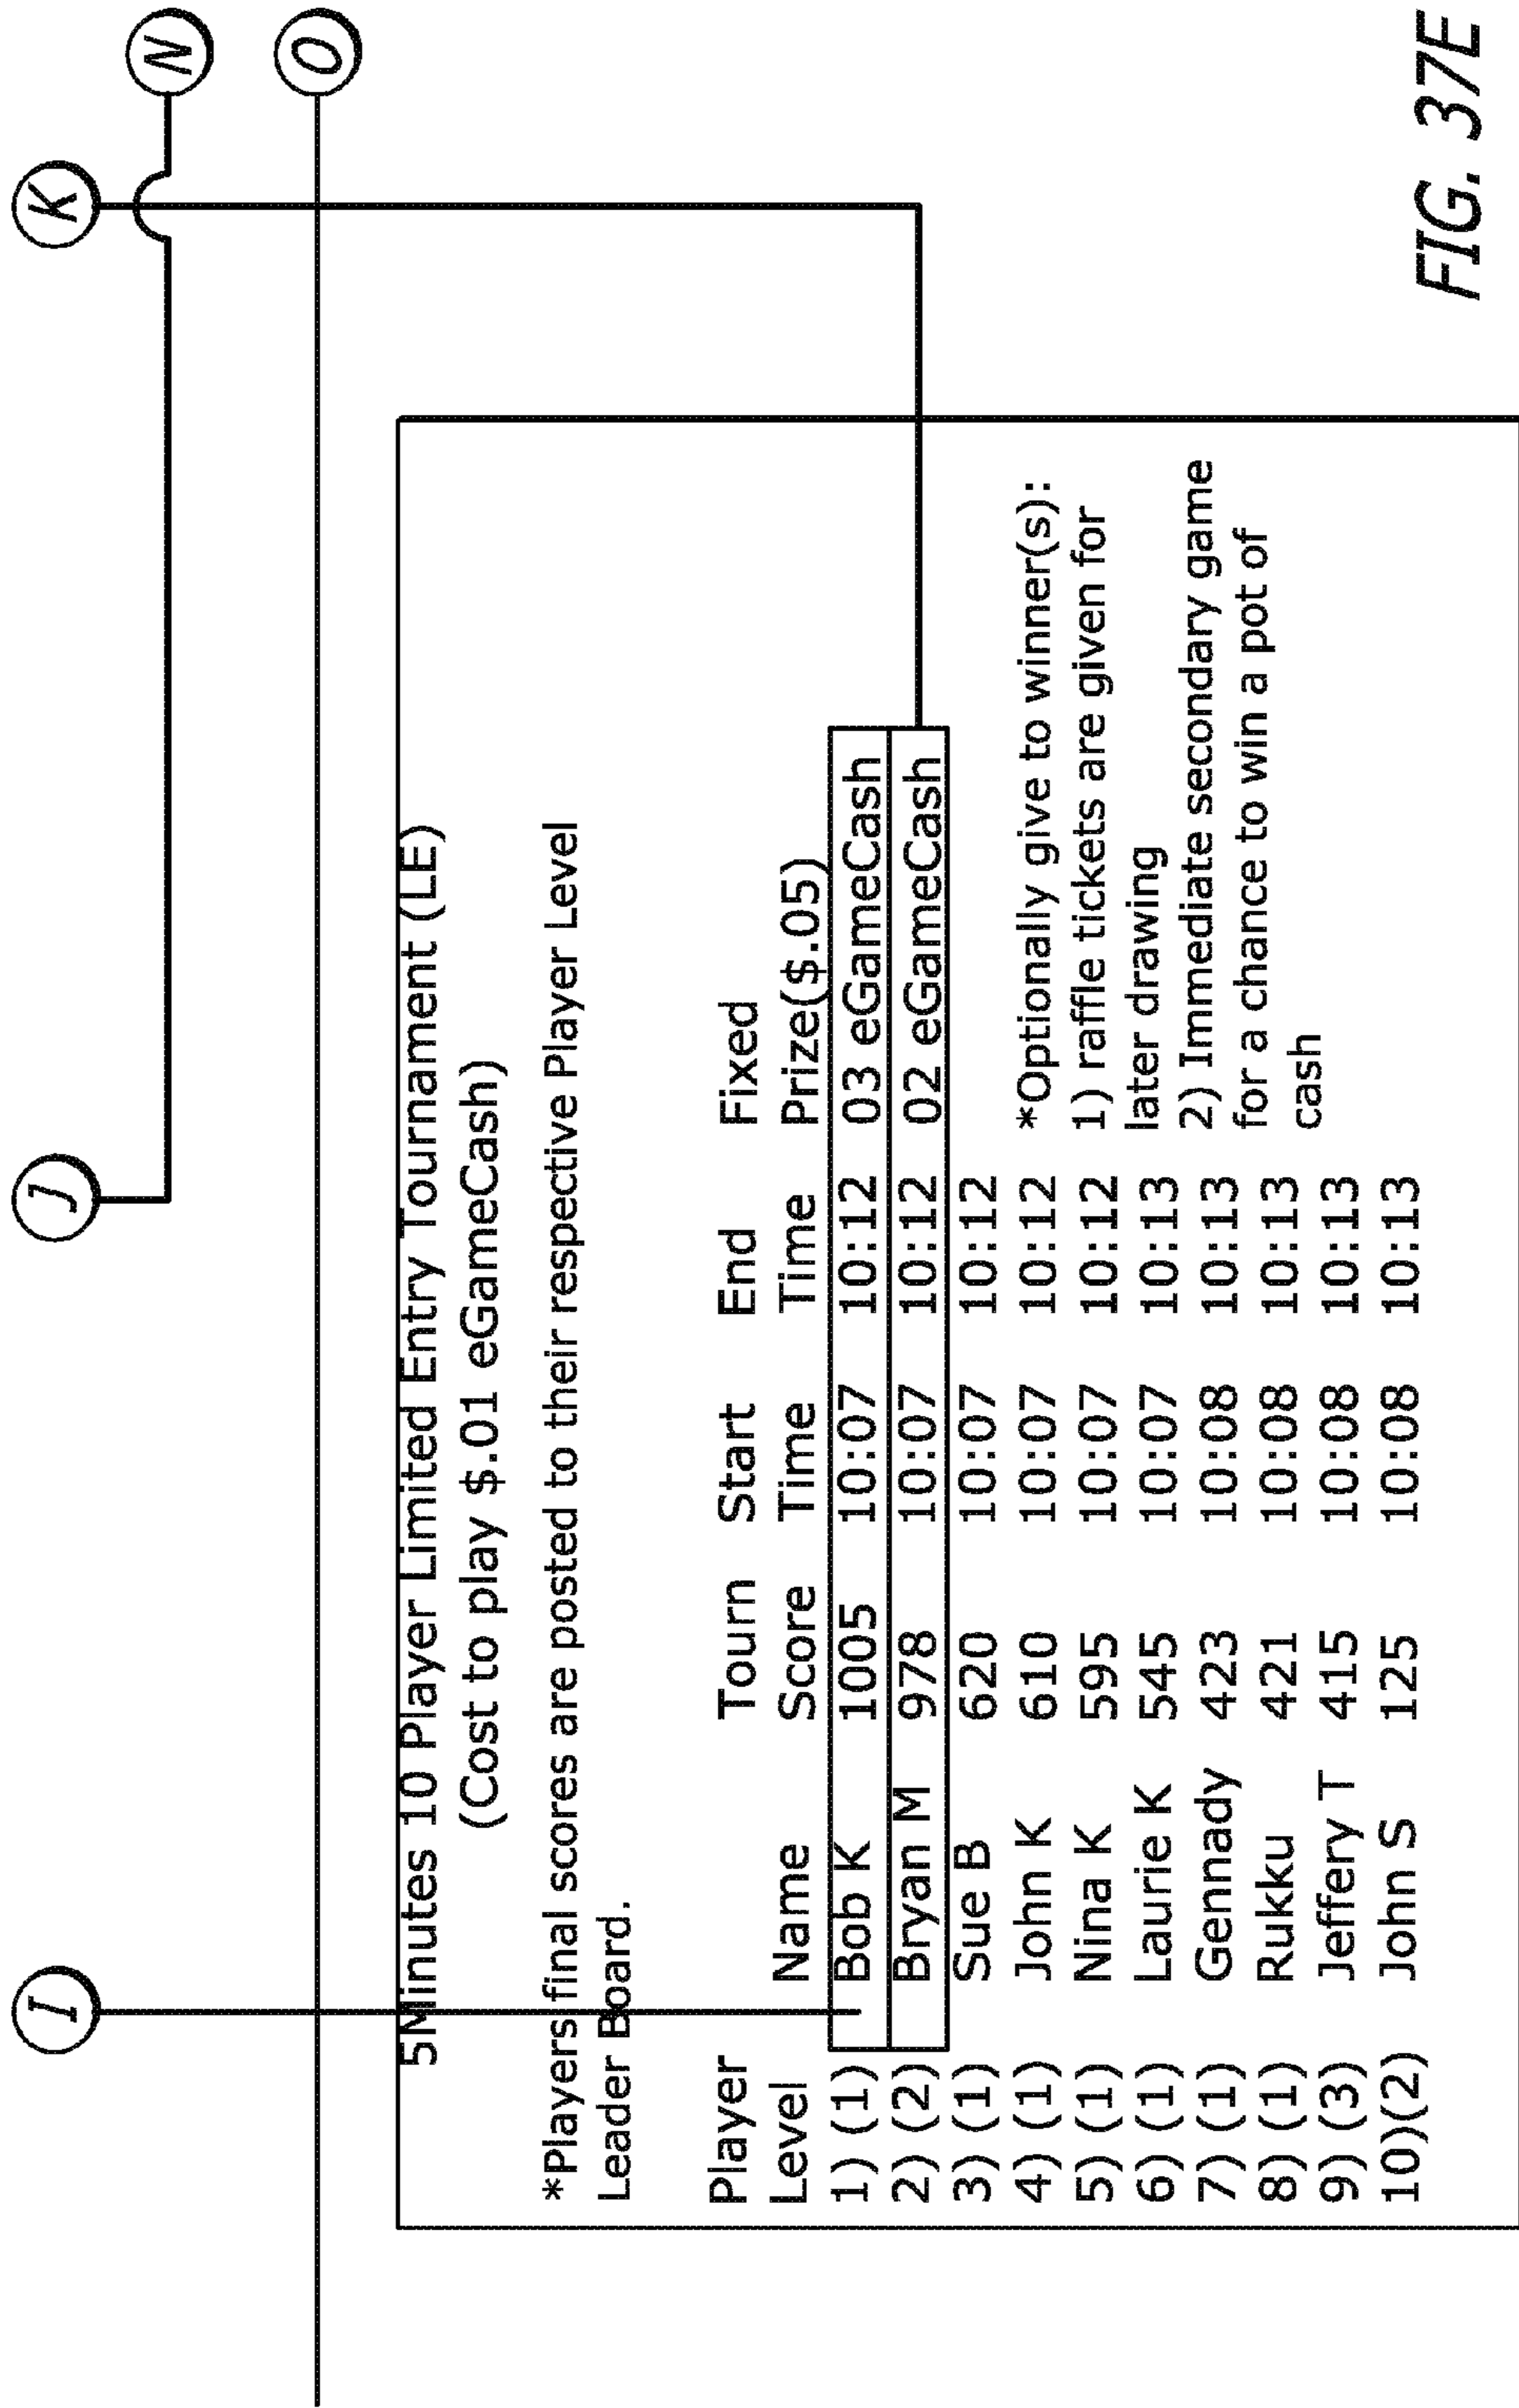 I
J
K
N
O
5Minutes 10 Player Limited Entry Tournament (LE)
(Cost to play $.01 eGameCash)
*Players final scores are posted to their respective Player Level
Leader Board.
Player Tourn Start End Fixed
Level Name Score Time Time Prize($.05)
1) (1) Bob K 1005 10:07 10:12 03 eGameCash
2) (2) Bryan M 978 10:07 10:12 02 eGameCash
3) (1) Sue B 620 10:07 10:12
4) (1) John K 610 10:07 10:12
5) (1) Nina K 595 10:07 10:12
6) (1) Laurie K 545 10:07 10:13
7) (1) Gennady 423 10:08 10:13
8) (1) Rukku 421 10:08 10:13
9) (3) Jeffery T 415 10:08 10:13
10)(2) John S 125 10:08 10:13
*Optionally give to winner(s):
1) raffle tickets are given for
later drawing
2) Immediate secondary game
for a chance to win a pot of
cash
FIG. 37E